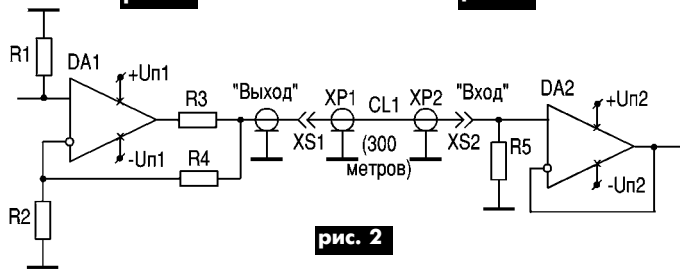 R1
DA1
+Uп1
-Uп1
R3
R4
R2
"Выход"
XS1
XP1
CL1
(300
метров)
XP2
"Вход"
XS2
R5
DA2
+Uп2
-Uп2
рис. 2